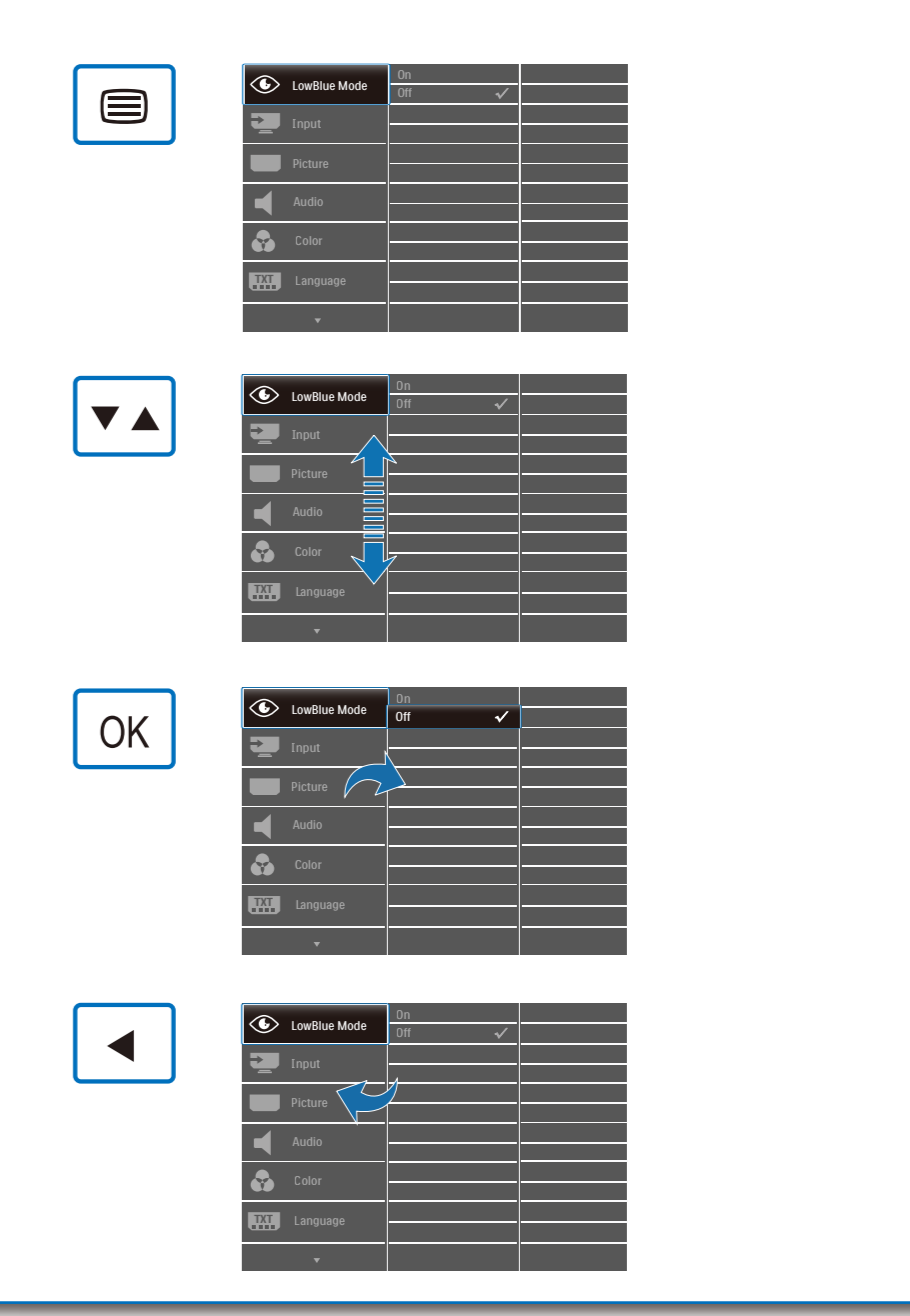 LowBlue Mode
On
Off
Input
Picture
Audio
Color
TXT
Language
LowBlue Mode
On
Off
Input
Picture
Audio
Color
TXT
Language
OK
LowBlue Mode
On
Off
Input
Picture
Audio
Color
TXT
Language
LowBlue Mode
On
Off
Input
Picture
Audio
Color
TXT
Language